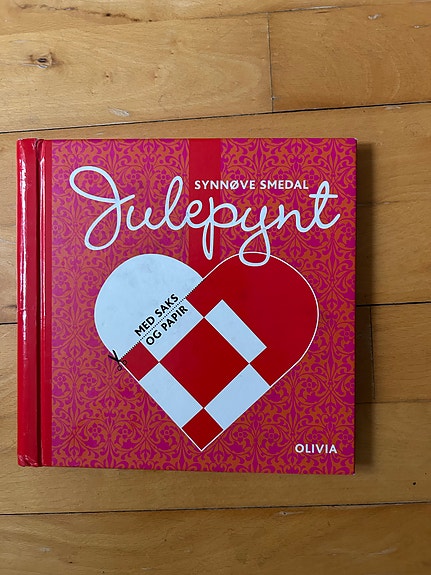 SYNNØVE SMEDAL
Julepynt
MED SAKS
OG PAPIR
OLIVIA